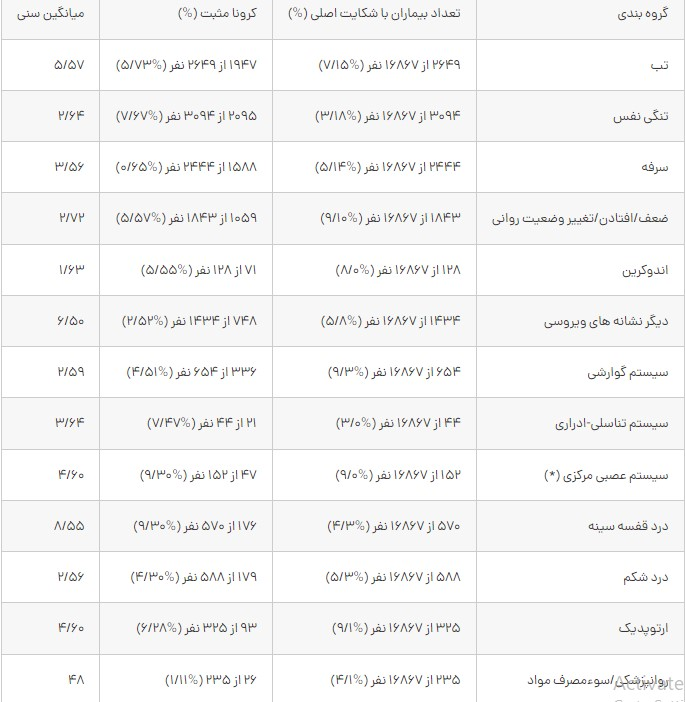 گروه بندی	تعداد بیماران با شکایت اصلی (%)	کرونا مثبت (%)	میانگین سنی
تب	۲۶۴۹ از ۱۶۸۶۷ نفر (۷/۱۵%)	۱۹۴۷ از ۲۶۴۹ نفر (۵/۷۳%)	۵/۵۷
تنگی نفس	۳۰۹۴ از ۱۶۸۶۷ نفر (۳/۱۸%)	۲۰۹۵ از ۳۰۹۴ نفر (۷/۶۷%)	۲/۶۴
سرفه	۲۴۴۴ از ۱۶۸۶۷ نفر (۵/۱۴%)	۱۵۸۸ از ۲۴۴۴ نفر (۰/۶۵%)	۳/۵۶
ضعف/افتادن/تغییر وضعیت روانی	۱۸۴۳ از ۱۶۸۶۷ نفر (۹/۱۰%)	۱۰۵۹ از ۱۸۴۳ نفر (۵/۵۷%)	۲/۷۲
اندوکرین	۱۲۸ از ۱۶۸۶۷ نفر (۸/۰%)	۷۱ از ۱۲۸ نفر (۵/۵۵%)	۱/۶۳
دیگر نشانه های ویروسی	۱۴۳۴ از ۱۶۸۶۷ نفر (۵/۸%)	۷۴۸ از ۱۴۳۴ نفر (۲/۵۲%)	۶/۵۰
سیستم گوارشی	۶۵۴ از ۱۶۸۶۷ نفر (۹/۳%)	۳۳۶ از ۶۵۴ نفر (۴/۵۱%)	۲/۵۹
سیستم تناسلی-ادراری	۴۴ از ۱۶۸۶۷ نفر (۳/۰%)	۲۱ از ۴۴ نفر (۷/۴۷%)	۳/۶۴
سیستم عصبی مرکزی (*)	۱۵۲ از ۱۶۸۶۷ نفر (۹/۰%)	۴۷ از ۱۵۲ نفر (۹/۳۰%)	۴/۶۰
درد قفسه سینه	۵۷۰ از ۱۶۸۶۷ نفر (۴/۳%)	۱۷۶ از ۵۷۰ نفر (۹/۳۰%)	۸/۵۵
درد شکم	۵۸۸ از ۱۶۸۶۷ نفر (۵/۳%)	۱۷۹ از ۵۸۸ نفر (۴/۳۰%)	۲/۵۶
ارتوپدیک	۳۲۵ از ۱۶۸۶۷ نفر (۹/۱%)	۹۳ از ۳۲۵ نفر (۶/۲۸%)	۴/۶۰
روانپزشکی/سوءمصرف مواد	۲۳۵ از ۱۶۸۶۷ نفر (۴/۱%)	۲۶ از ۲۳۵ (۱/۱۱%)	۴۸
Activate